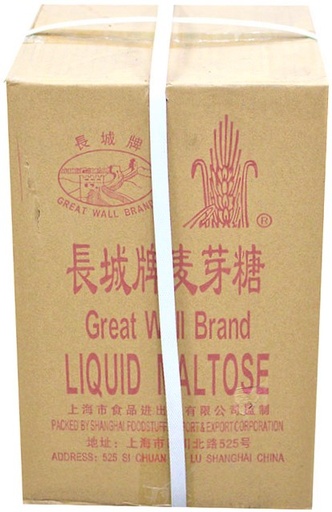 長城牌
GREAT WALL BRAND
®
長城牌麦芽糖
Great Wall Brand
LIQUID MALTOSE
上海市食品进出 有限公司监制
PACKED BY SHANGHAI FOODSTUFF &EXPORT CORPORATION
地址: 上海市 川北路525号
ADDRESS: 525 SI CHUAN LU SHANGHAI CHINA